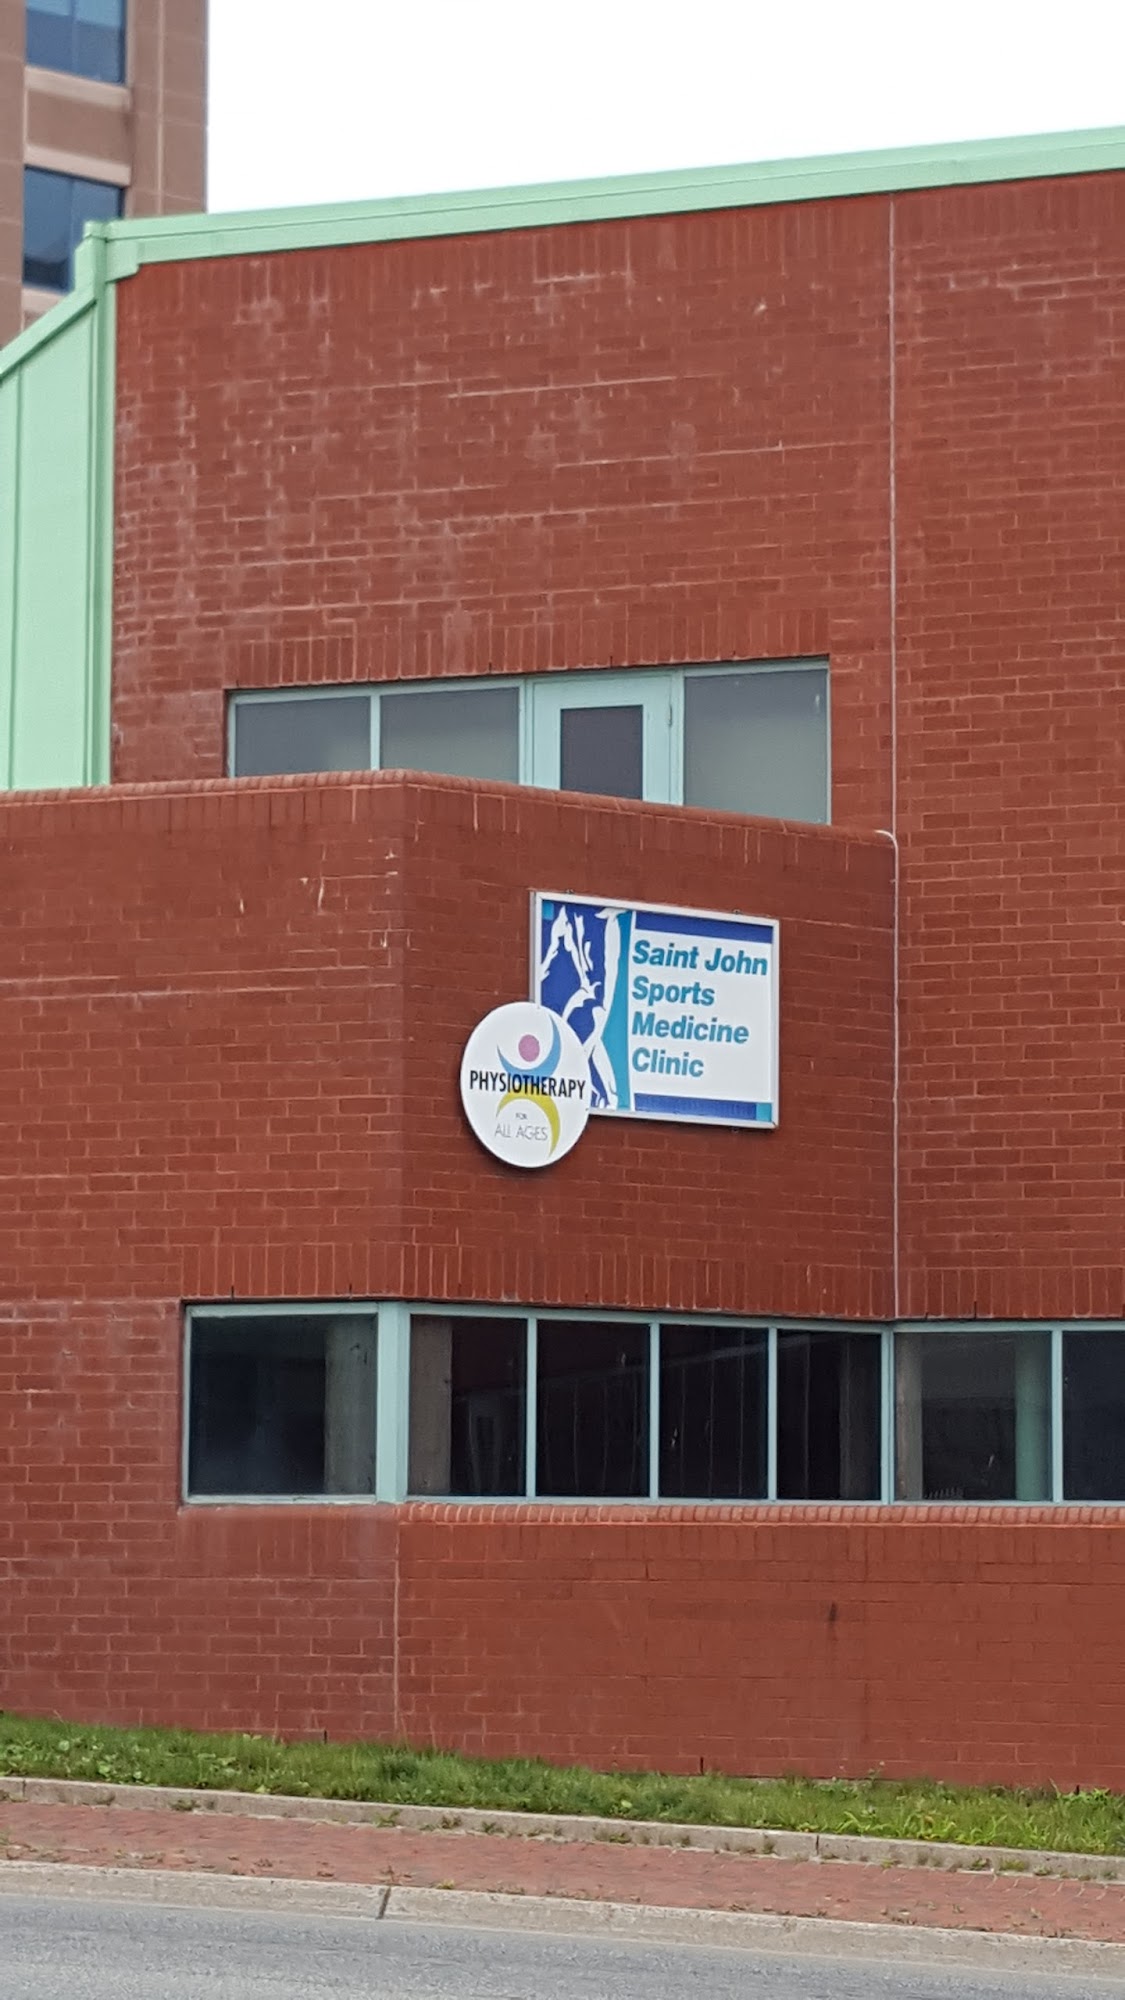 Saint John
Sports
Medicine
Clinic
PHYSIOTHERAPY
FOR
ALL AGES